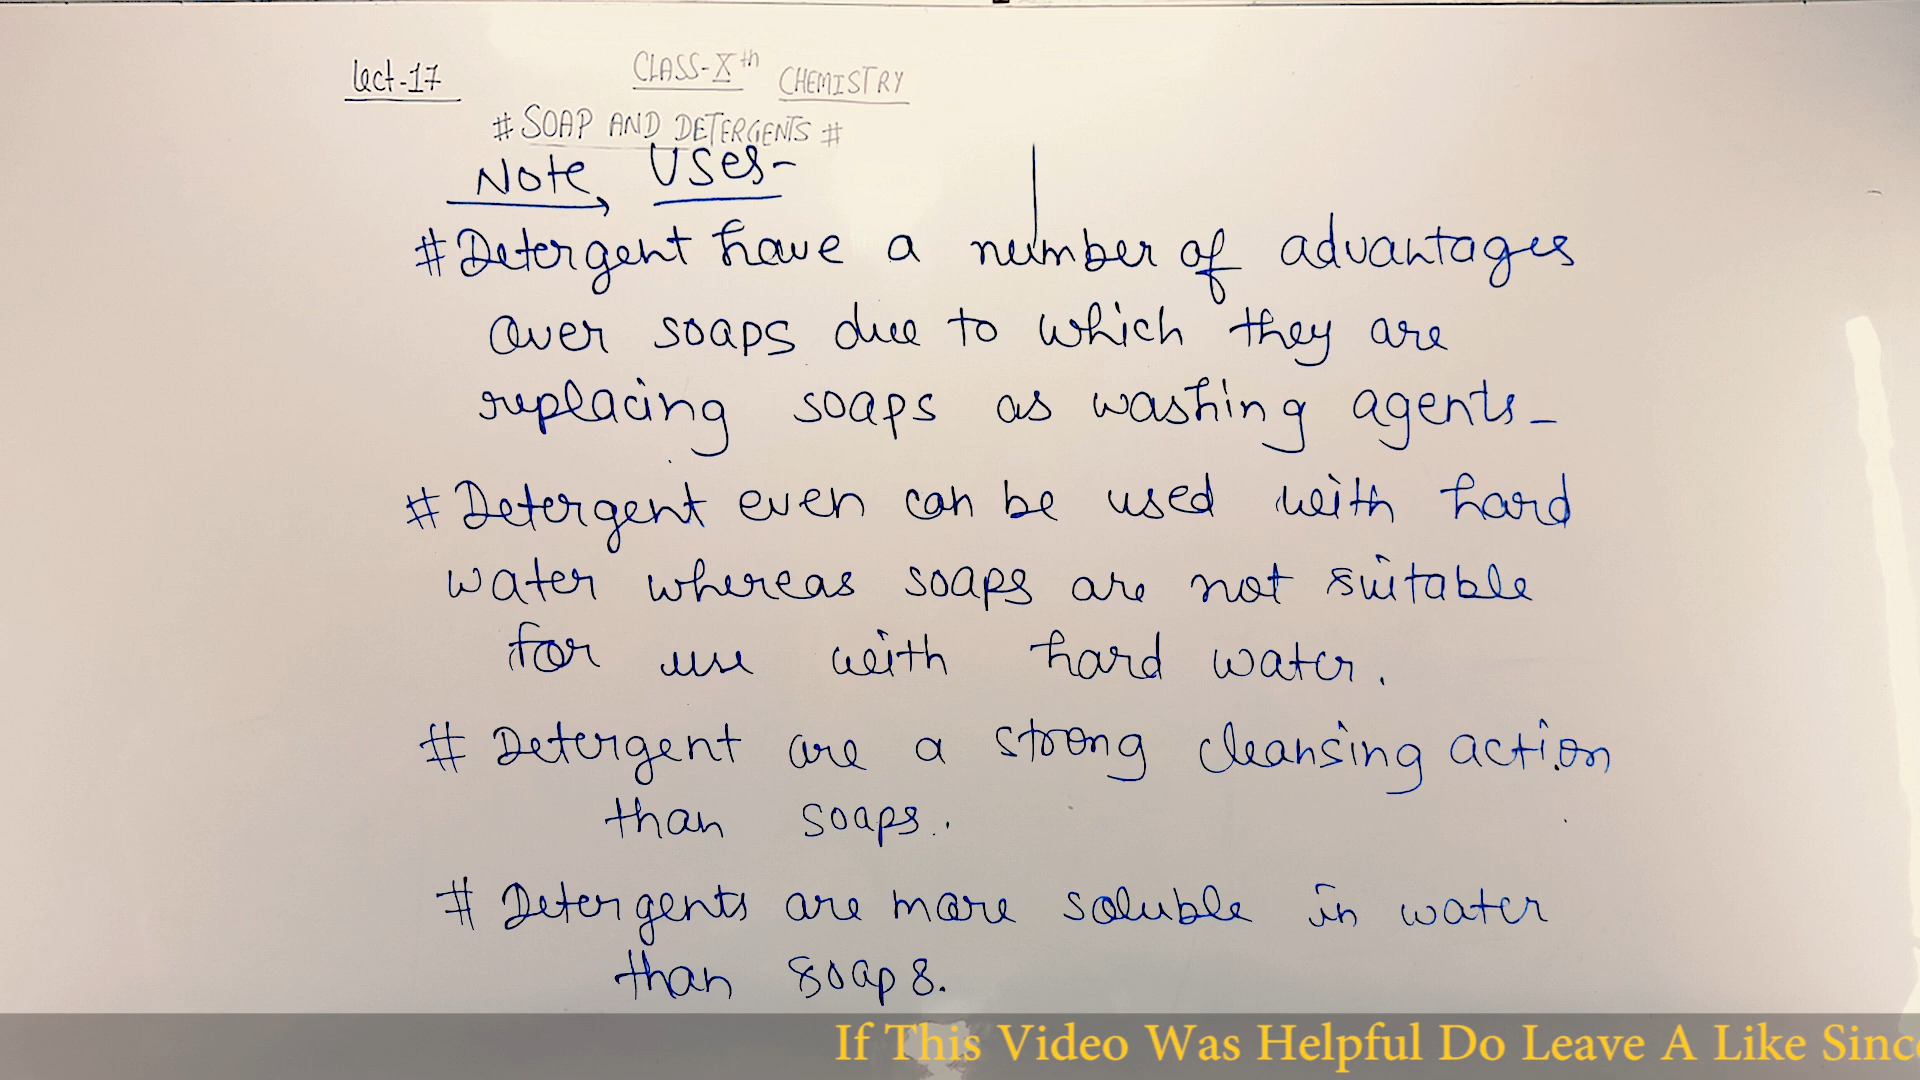 Lect-17
CLASS-Xth CHEMISTRY
# SOAP AND DETERGENTS #
Note Uses-
# Detergent have a number of advantages
over soaps due to which they are
replacing soaps as washing agents-
# Detergent even can be used with hard
water whereas soaps are not suitable
for use with hard water.
# Detergent are a strong cleansing action
than soaps.
# Detergents are more soluble in water
than soaps.
If This Video Was Helpful Do Leave A Like Sinc